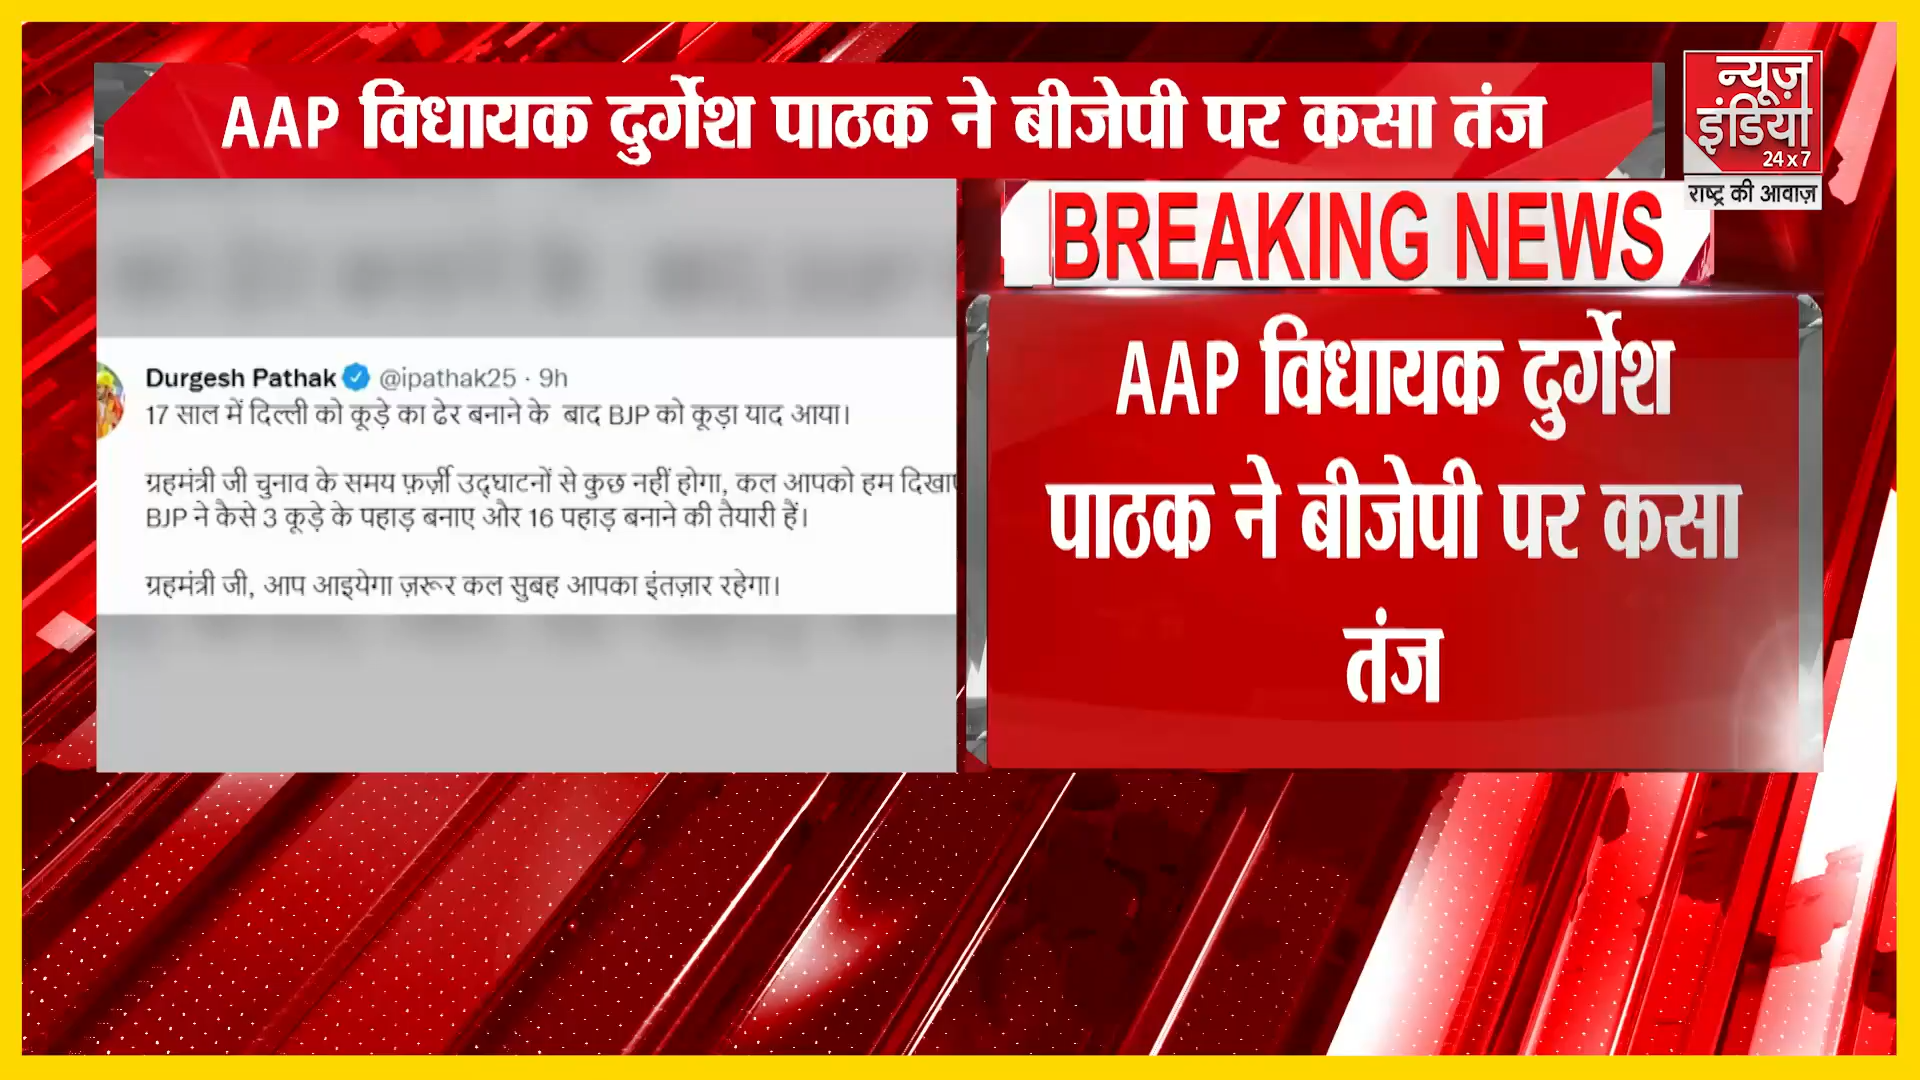 AAP विधायक दुर्गेश पाठक ने बीजेपी पर कसा तंज
न्यूज़
इंडिया
24x7
राष्ट्र की आवाज़
BREAKING NEWS
Durgesh Pathak @ipathak25 · 9h
17 साल में दिल्ली को कूड़े का ढेर बनाने के बाद BJP को कूड़ा याद आया।
ग्रहमंत्री जी चुनाव के समय फ़र्ज़ी उद्घाटनों से कुछ नहीं होगा, कल आपको हम
BJP ने कैसे 3 कूड़े के पहाड़ बनाए और 16 पहाड़ बनाने की तैयारी हैं।
ग्रहमंत्री जी, आप आइयेगा ज़रूर कल सुबह आपका इंतज़ार रहेगा।
AAP विधायक दुर्गेश
पाठक ने बीजेपी पर कसा
तंज